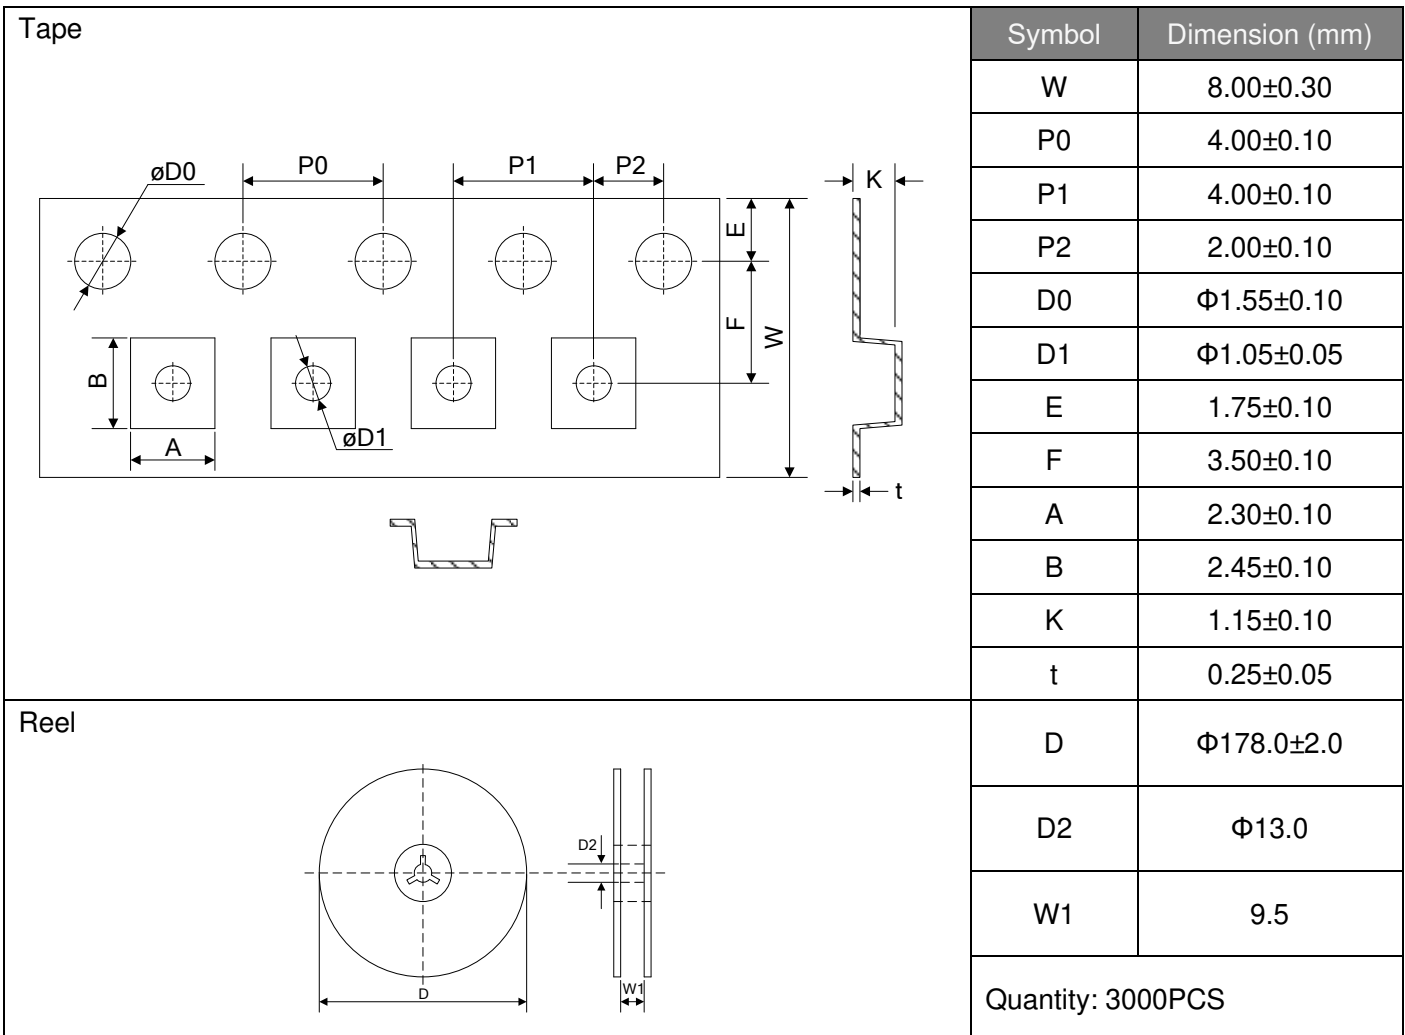 Tape
øD0
P0
P1
P2
K
E
F
W
B
A
øD1
t
Symbol Dimension (mm)
W 8.00±0.30
P0 4.00±0.10
P1 4.00±0.10
P2 2.00±0.10
D0 Φ1.55±0.10
D1 Φ1.05±0.05
E 1.75±0.10
F 3.50±0.10
A 2.30±0.10
B 2.45±0.10
K 1.15±0.10
t 0.25±0.05
Reel
D2
D
W1
D Φ178.0±2.0
D2 Φ13.0
W1 9.5
Quantity: 3000PCS